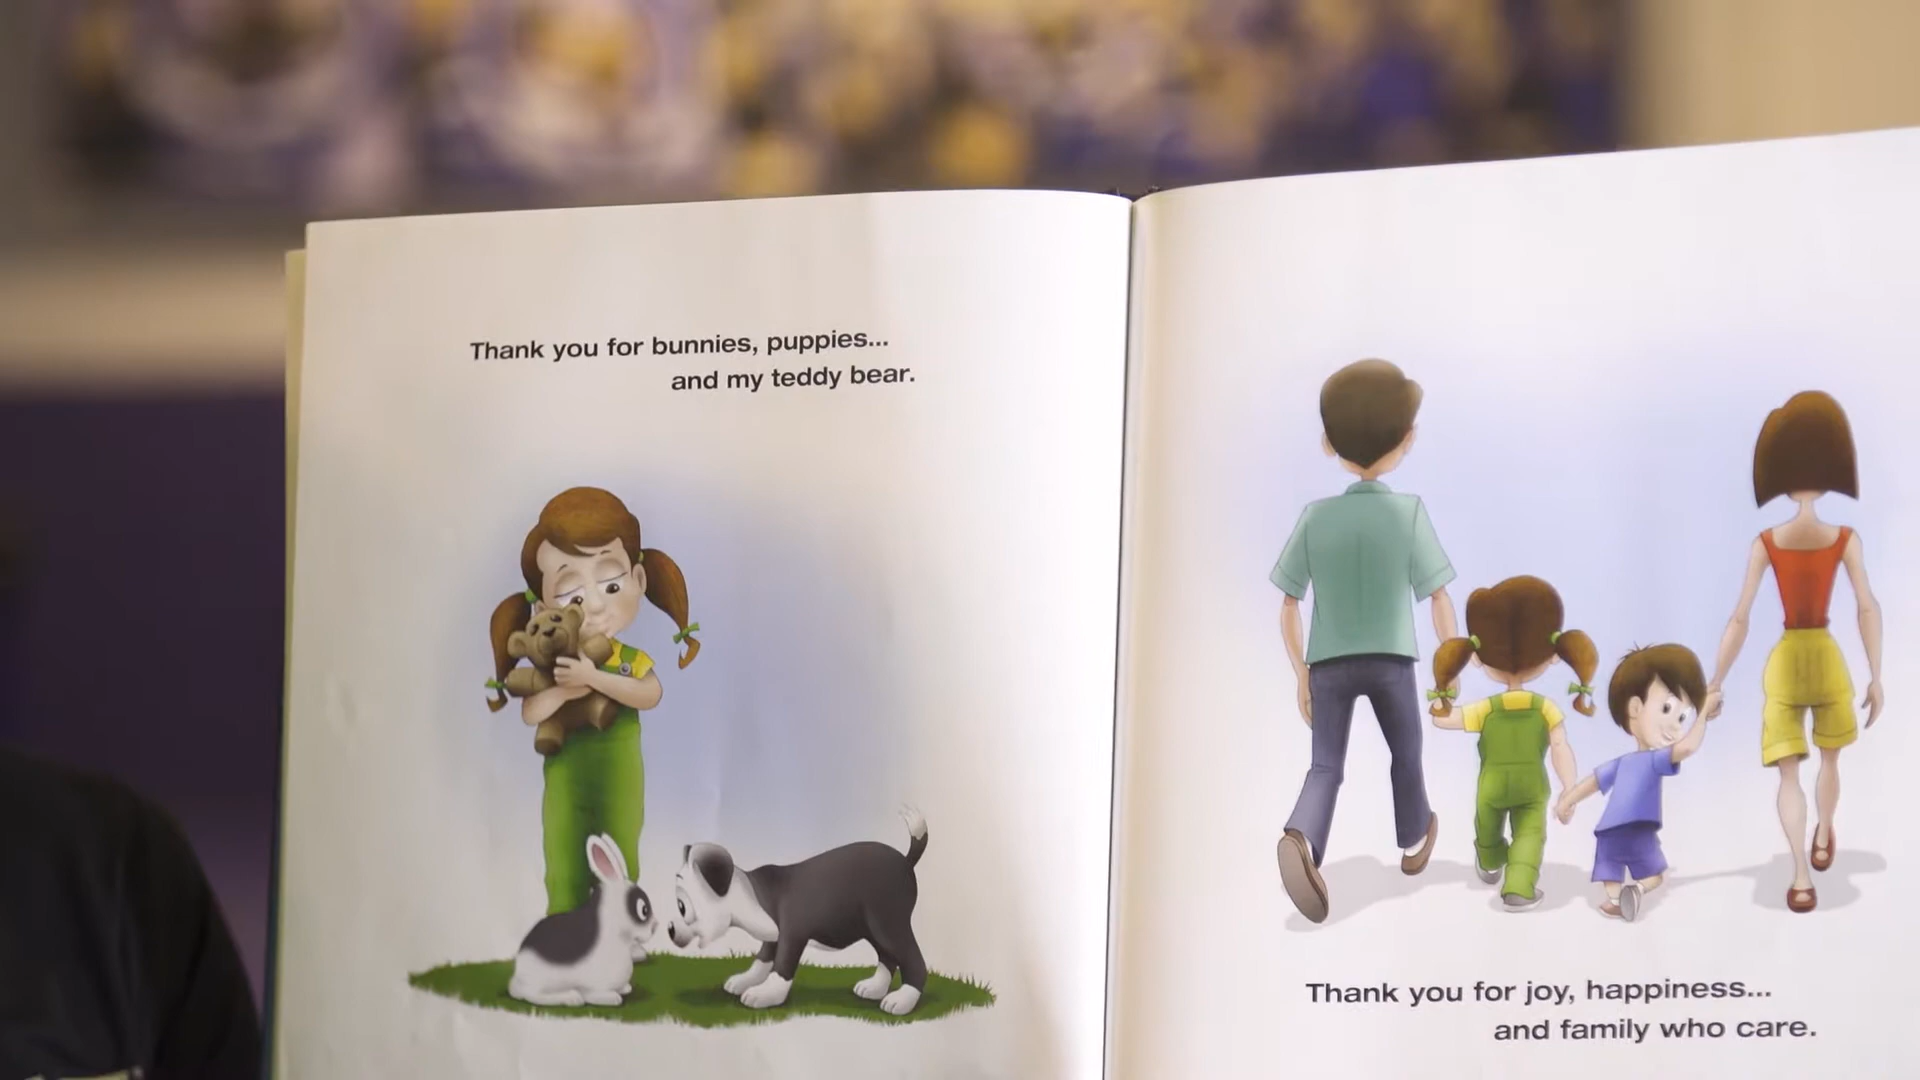 Thank you for bunnies, puppies...
and my teddy bear.
Thank you for joy, happiness...
and family who care.